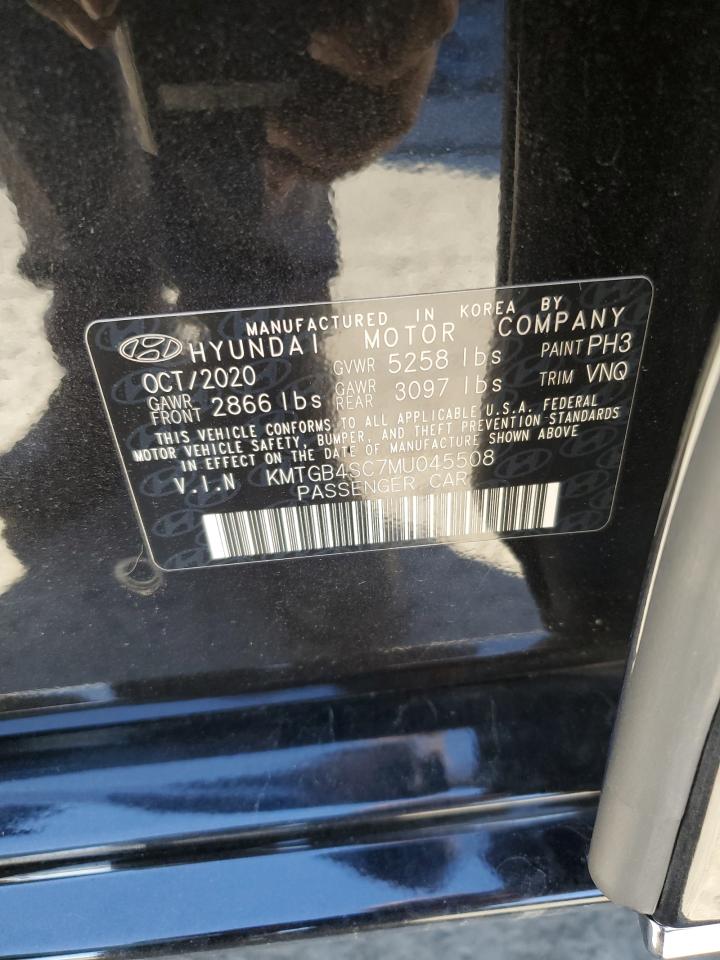 MANUFACTURED IN KOREA BY
HYUNDAI MOTOR COMPANY
OCT/2020 GVWR 5258 lbs PAINT PH3
GAWR FRONT 2866 lbs GAWR REAR 3097 lbs TRIM VNQ
THIS VEHICLE CONFORMS TO ALL APPLICABLE U.S.A. FEDERAL
MOTOR VEHICLE SAFETY, BUMPER, AND THEFT PREVENTION STANDARDS
IN EFFECT ON THE DATE OF MANUFACTURE SHOWN ABOVE
V.I.N KMTGB4SC7MU045508
PASSENGER CAR